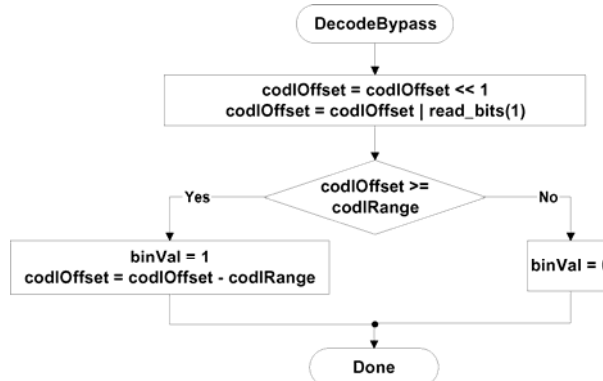 DecodeBypass
codIOffset = codIOffset << 1
codIOffset = codIOffset | read_bits(1)
codIOffset >=
codIRange
Yes
No
binVal = 1
codIOffset = codIOffset - codIRange
binVal =
Done